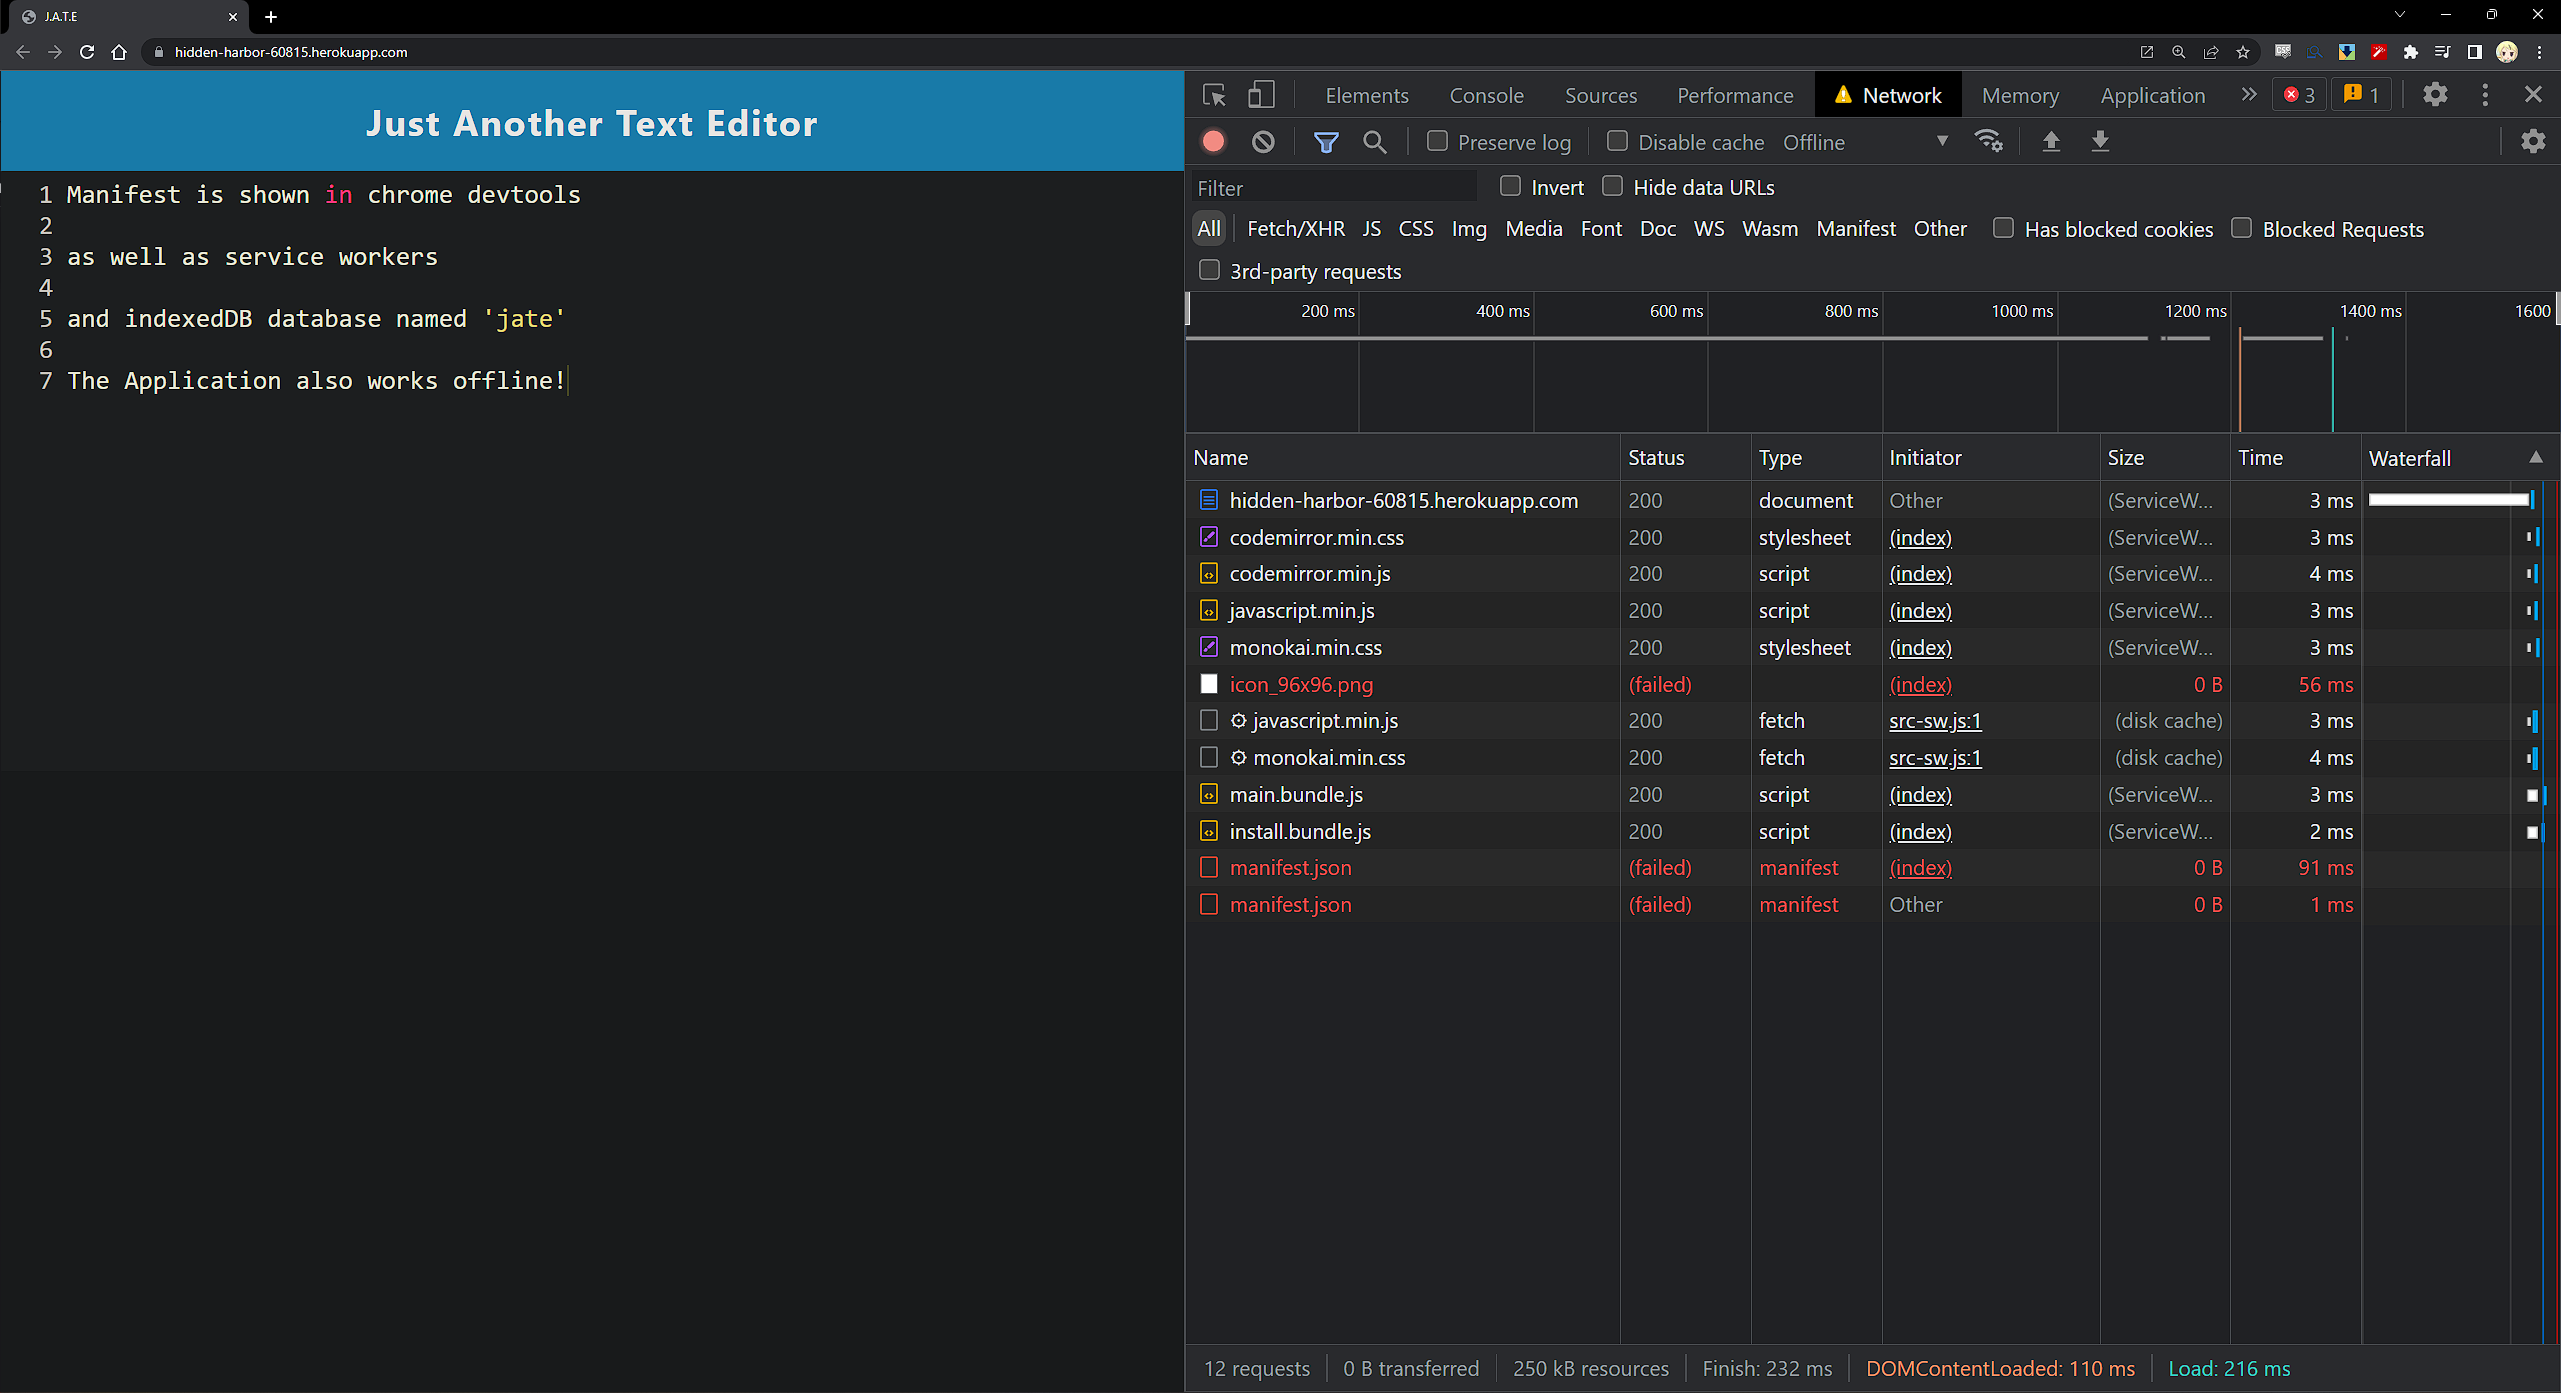 J.A.T.E
hidden-harbor-60815.herokuapp.com
Just Another Text Editor
1 Manifest is shown in chrome devtools
2
3 as well as service workers
4
5 and indexedDB database named 'jate'
6
7 The Application also works offline!
Elements Console Sources Performance Network Memory Application 3 1
Preserve log Disable cache Offline
Filter Invert Hide data URLs
All Fetch/XHR JS CSS Img Media Font Doc WS Wasm Manifest Other Has blocked cookies Blocked Requests
3rd-party requests
200 ms 400 ms 600 ms 800 ms 1000 ms 1200 ms 1400 ms 1600
Name Status Type Initiator Size Time Waterfall
hidden-harbor-60815.herokuapp.com 200 document Other (ServiceW... 3 ms
codemirror.min.css 200 stylesheet (index) (ServiceW... 3 ms
codemirror.min.js 200 script (index) (ServiceW... 4 ms
javascript.min.js 200 script (index) (ServiceW... 3 ms
monokai.min.css 200 stylesheet (index) (ServiceW... 3 ms
icon_96x96.png (failed) (index) 0 B 56 ms
javascript.min.js 200 fetch src-sw.js:1 (disk cache) 3 ms
monokai.min.css 200 fetch src-sw.js:1 (disk cache) 4 ms
main.bundle.js 200 script (index) (ServiceW... 3 ms
install.bundle.js 200 script (index) (ServiceW... 2 ms
manifest.json (failed) manifest (index) 0 B 91 ms
manifest.json (failed) manifest Other 0 B 1 ms
12 requests 0 B transferred 250 kB resources Finish: 232 ms DOMContentLoaded: 110 ms Load: 216 ms